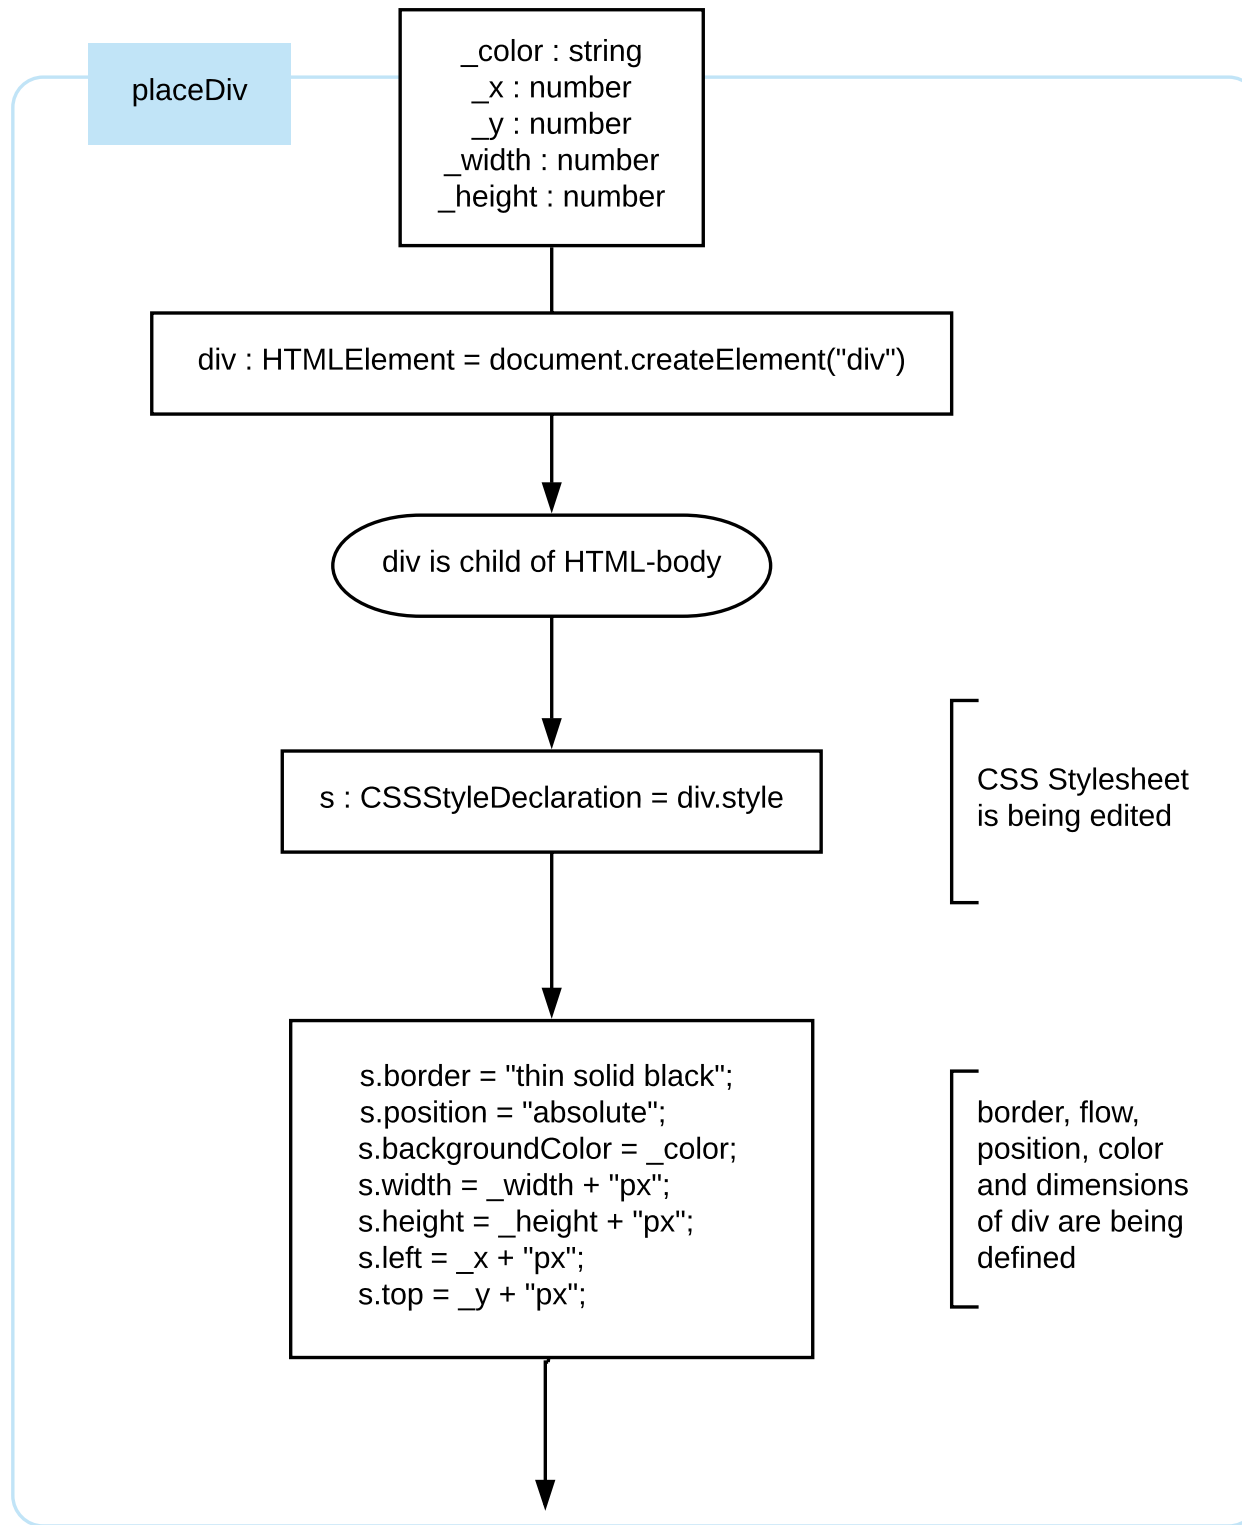 placeDiv
_color : string
_x : number
_y : number
_width : number
_height : number
div : HTMLElement = document.createElement("div")
div is child of HTML-body
s : CSSStyleDeclaration = div.style
CSS Stylesheet
is being edited
s.border = "thin solid black";
s.position = "absolute";
s.backgroundColor = _color;
s.width = _width + "px";
s.height = _height + "px";
s.left = _x + "px";
s.top = _y + "px";
border, flow,
position, color
and dimensions
of div are being
defined